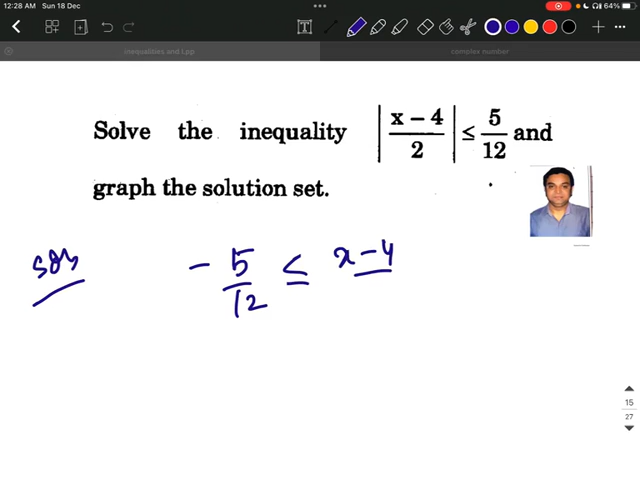 12:28 AM Sun 18 Dec
64%
inequalities and Lpp
complex number
Solve the inequality |x – 4 / 2| ≤ 5/12 and
graph the solution set.
- 5/12 ≤ x - 4
15
27